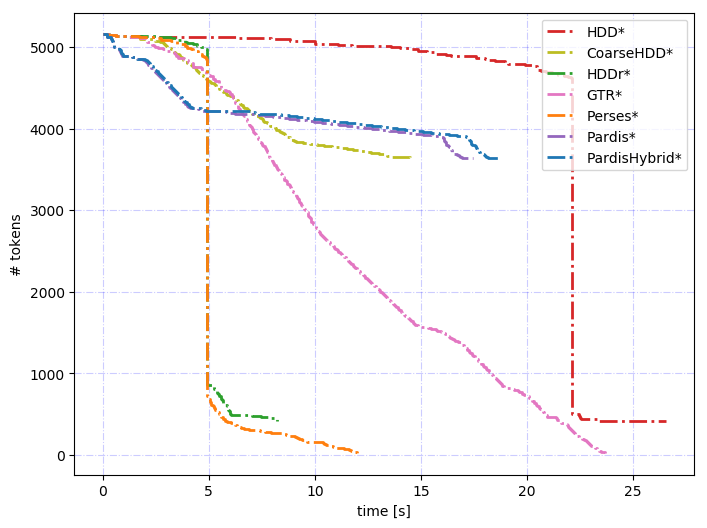 HDD*
CoarseHDD*
HDDr*
GTR*
Perses*
Pardis*
PardisHybrid*
# tokens
5000
4000
3000
2000
1000
0
0 5 10 15 20 25
time [s]